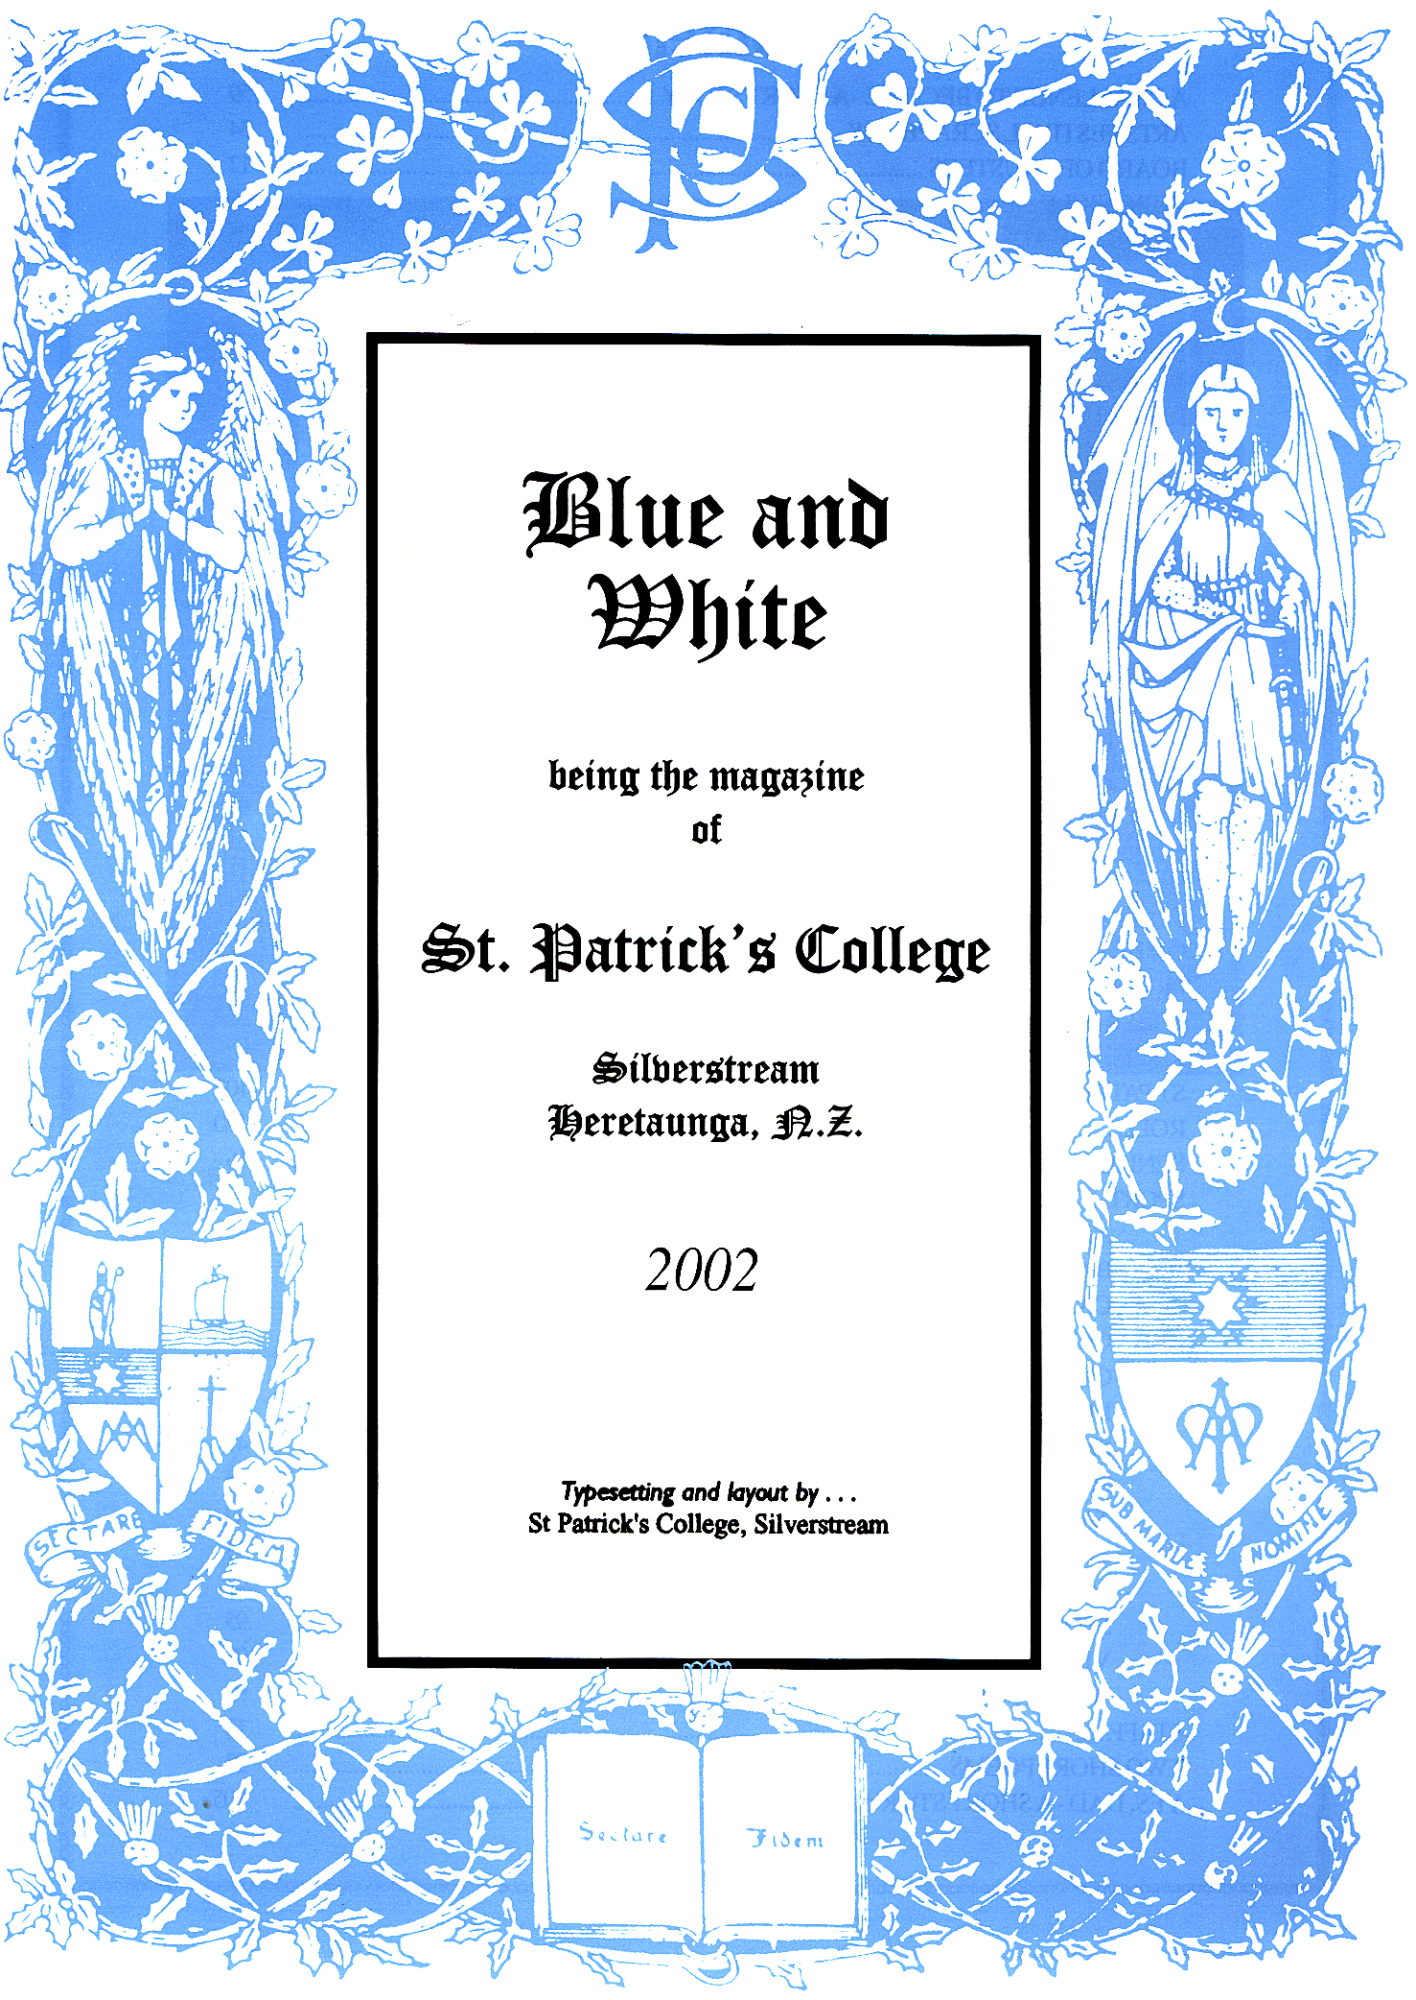 SPC
Blue and
White
being the magazine
of
St. Patrick's College
Silverstream
Heretaunga, N.Z.
2002
Typesetting and layout by . . .
St Patrick's College, Silverstream
SECTARE FIDEM
SUB MARIAE NOMINE
Sectare Fidem